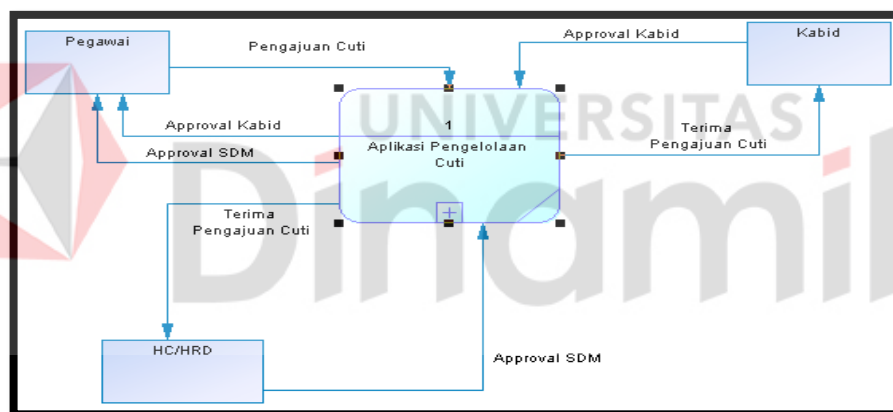 Pegawai
Pengajuan Cuti
Approval Kabid
Kabid
UNIVERSITAS
Dinamik
1
Aplikasi Pengelolaan
Cuti
Approval Kabid
Approval SDM
Terima
Pengajuan Cuti
Terima
Pengajuan Cuti
HC/HRD
Approval SDM